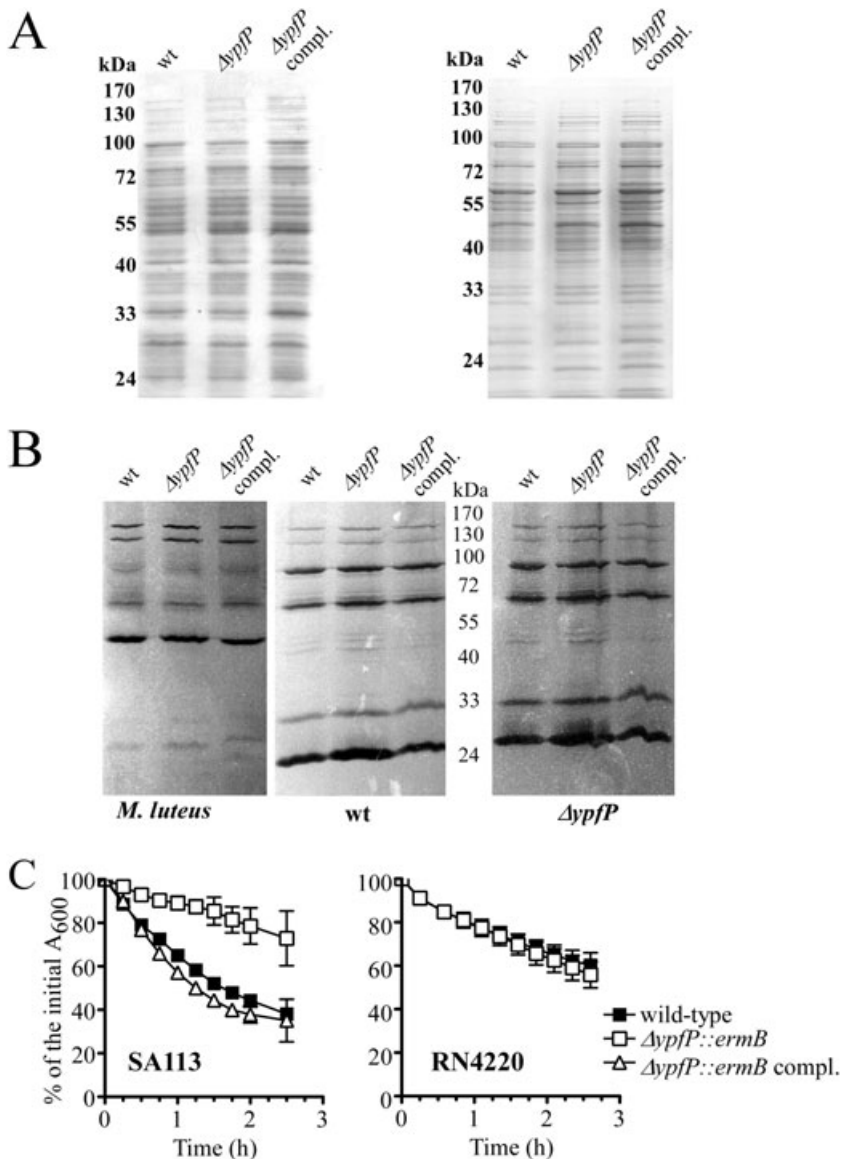 A
wt
ΔypfP
ΔypfP
compl.
kDa
170
130
100
72
55
40
33
24
wt
ΔypfP
ΔypfP
compl.
kDa
170
130
100
72
55
40
33
24
B
wt
ΔypfP
ΔypfP
compl.
wt
ΔypfP
ΔypfP
compl.
kDa
170
130
100
72
55
40
33
24
wt
ΔypfP
ΔypfP
compl.
M. luteus
wt
ΔypfP
C
% of the initial A600
100
80
60
40
20
0
0 1 2 3
Time (h)
SA113
100
80
60
40
20
0
0 1 2 3
Time (h)
RN4220
wild-type
ΔypfP::ermB
ΔypfP::ermB compl.